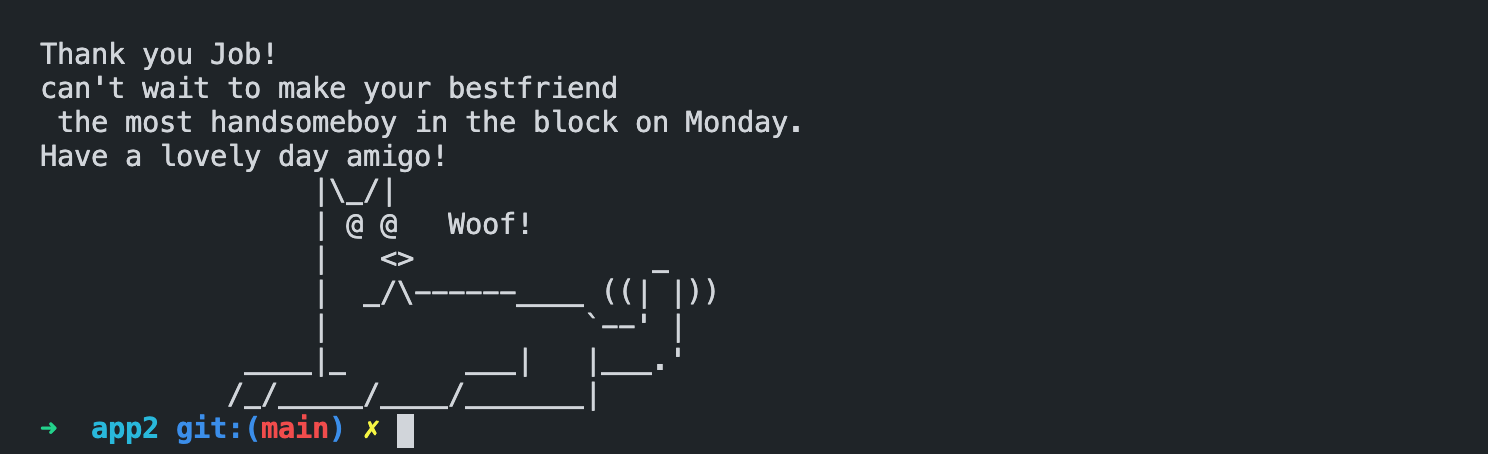 Thank you Job!
can't wait to make your bestfriend
 the most handsomeboy in the block on Monday.
Have a lovely day amigo!
                |\_/|
                | @ @   Woof!
                |   <>              _
                |  _/\------____ ((| |))
                |               `--' |
            ____|_       ___|   |___.'
           /_/_____/____/_______|
➜  app2 git:(main) ✗